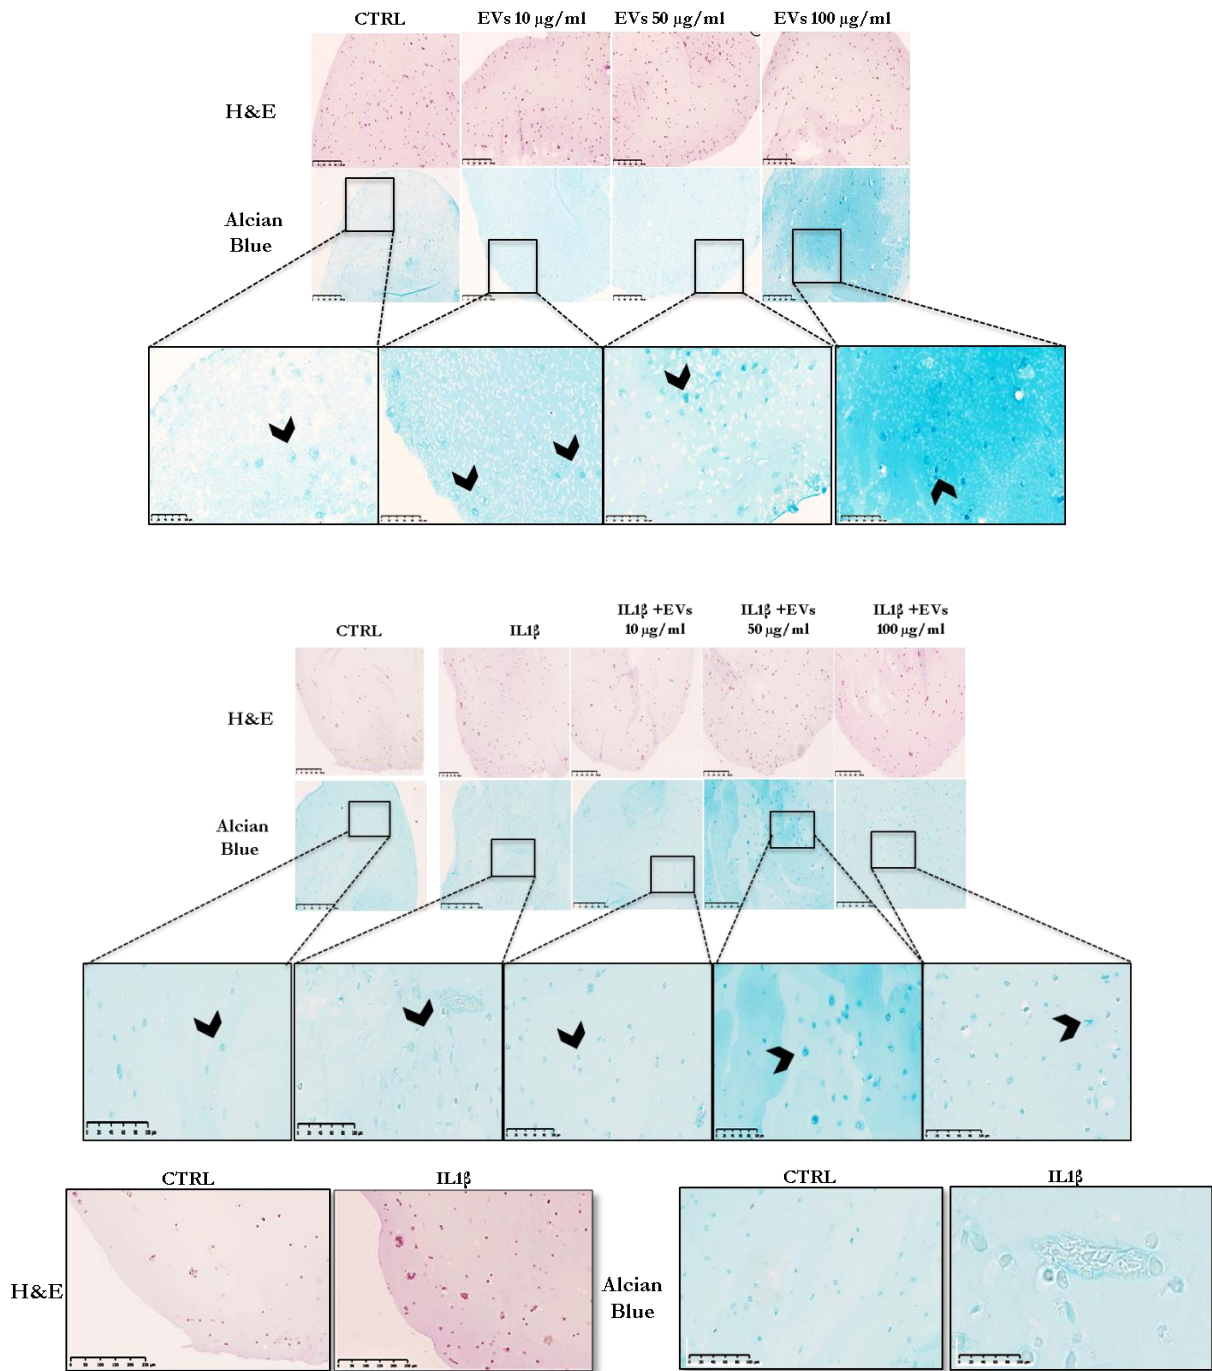 CTRL EVs 10 µg/ml EVs 50 µg/ml EVs 100 µg/ml
H&E
Alcian
Blue
CTRL IL1β IL1β +EVs 10 µg/ml IL1β +EVs 50 µg/ml IL1β +EVs 100 µg/ml
H&E
Alcian
Blue
CTRL IL1β CTRL IL1β
H&E
Alcian
Blue